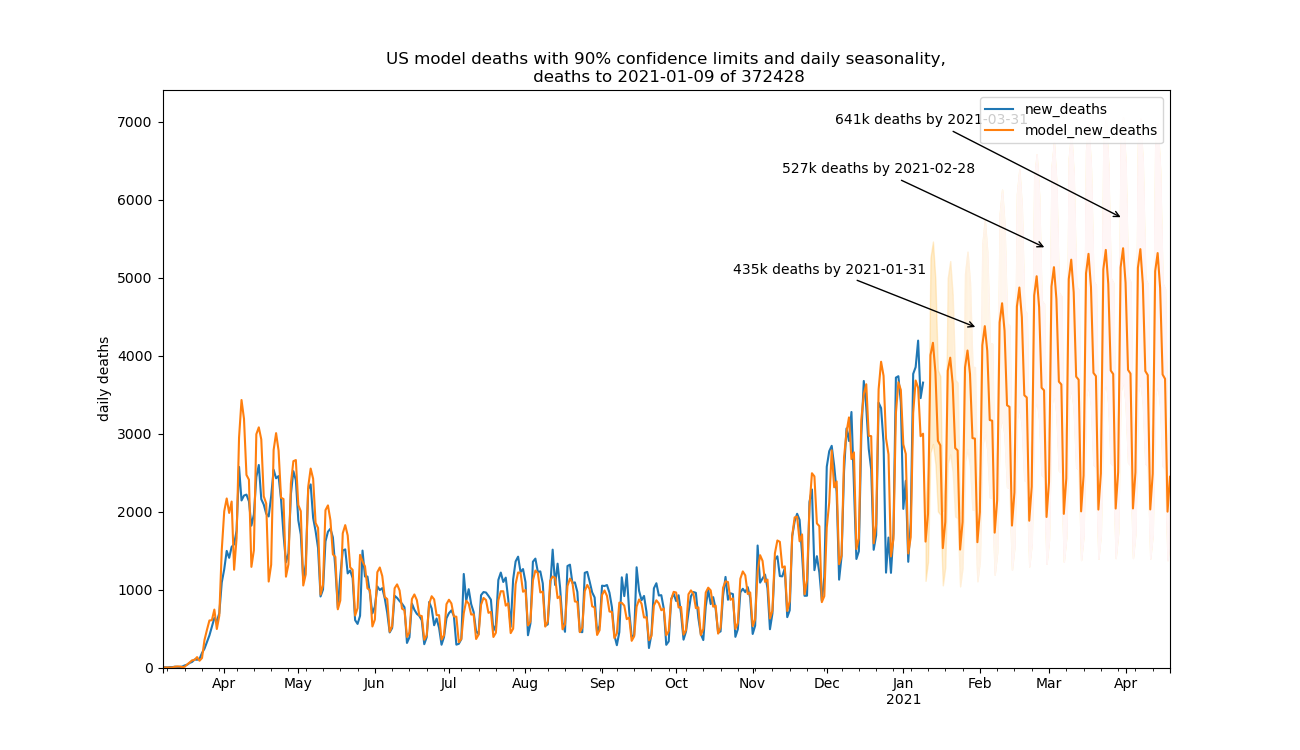 US model deaths with 90% confidence limits and daily seasonality,
deaths to 2021-01-09 of 372428
new_deaths
model_new_deaths
641k deaths by 2021-03-31
527k deaths by 2021-02-28
435k deaths by 2021-01-31
daily deaths
7000
6000
5000
4000
3000
2000
1000
0
Apr May Jun Jul Aug Sep Oct Nov Dec Jan Feb Mar Apr
2021